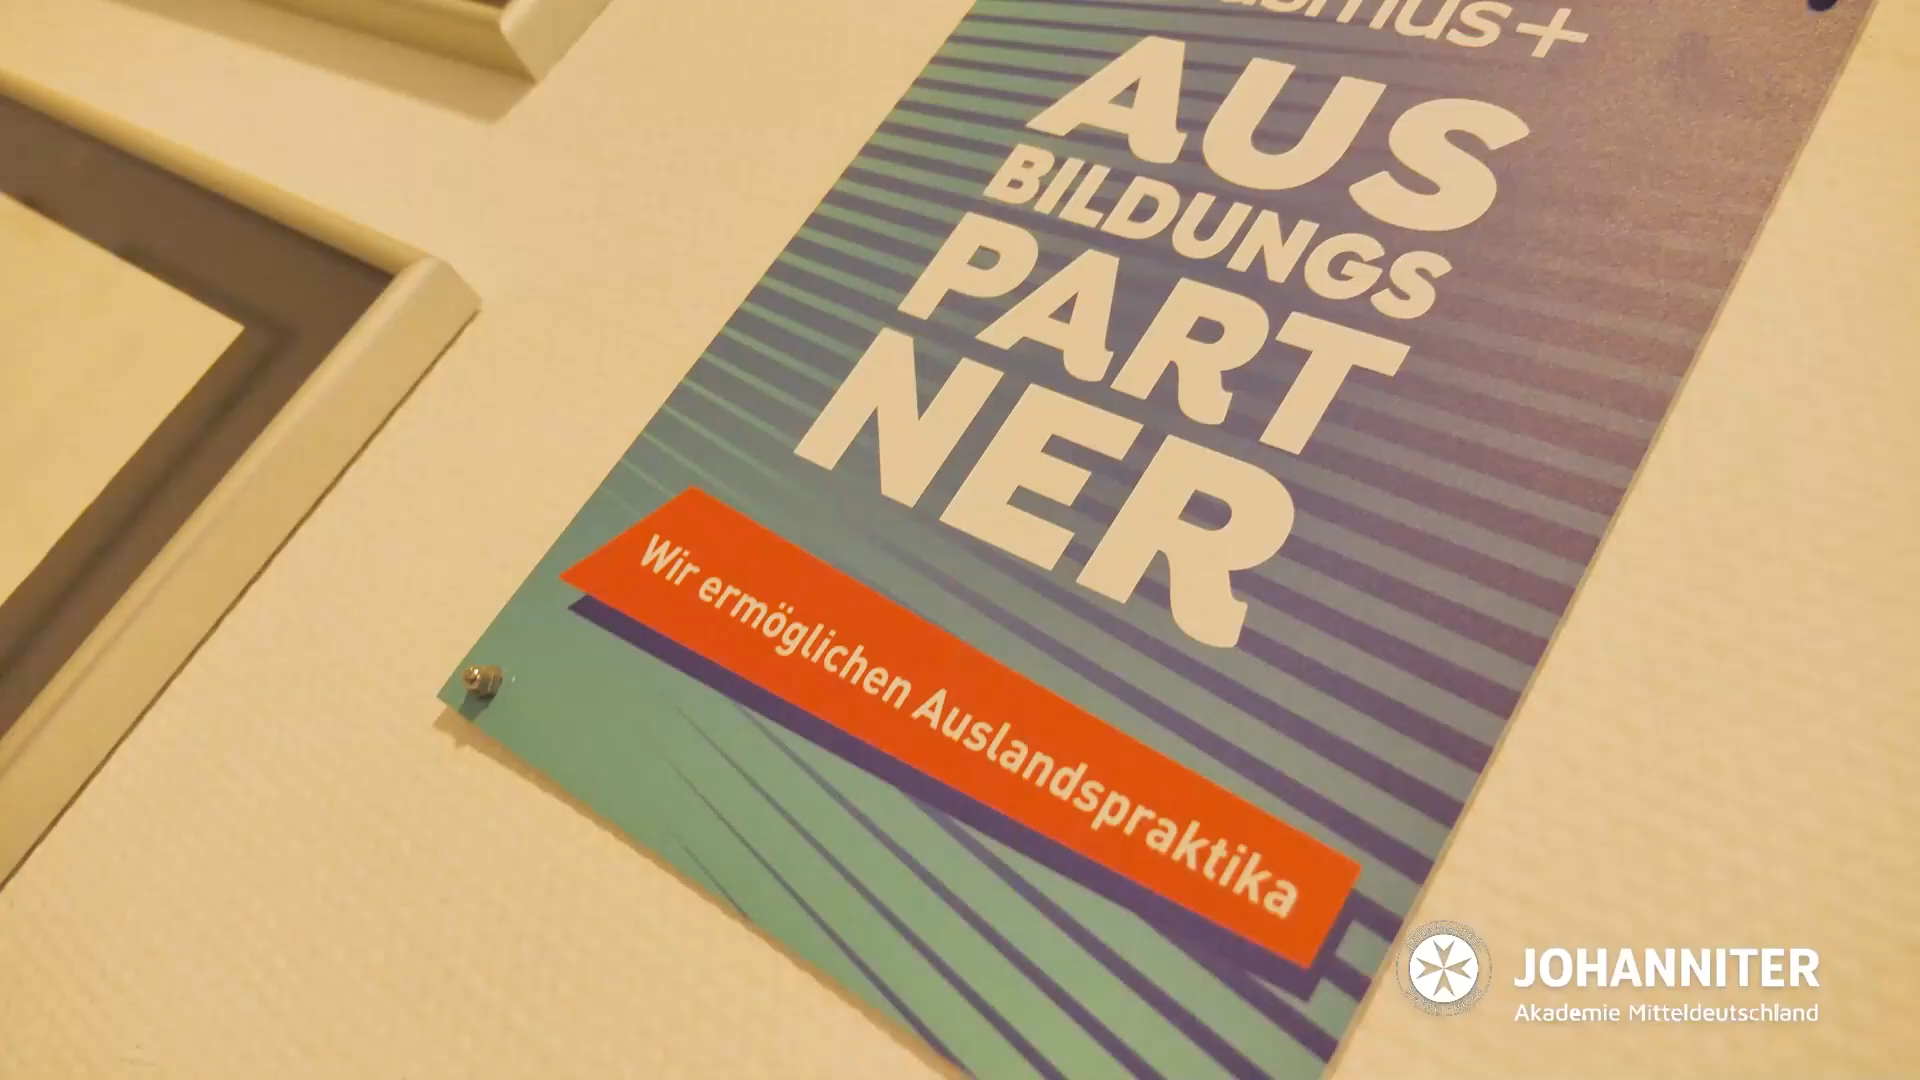 AUS
BILDUNGS
PART
NER
Wir ermöglichen Auslandspraktika
JOHANNITER
Akademie Mitteldeutschland